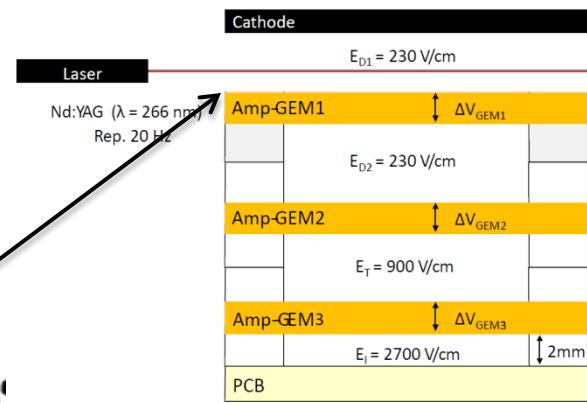 Cathode
E_D1 = 230 V/cm
Laser
Nd:YAG (λ = 266 nm)
Rep. 20 Hz
Amp-GEM1
ΔV_GEM1
E_D2 = 230 V/cm
Amp-GEM2
ΔV_GEM2
E_T = 900 V/cm
Amp-GEM3
ΔV_GEM3
E_I = 2700 V/cm
2mm
PCB